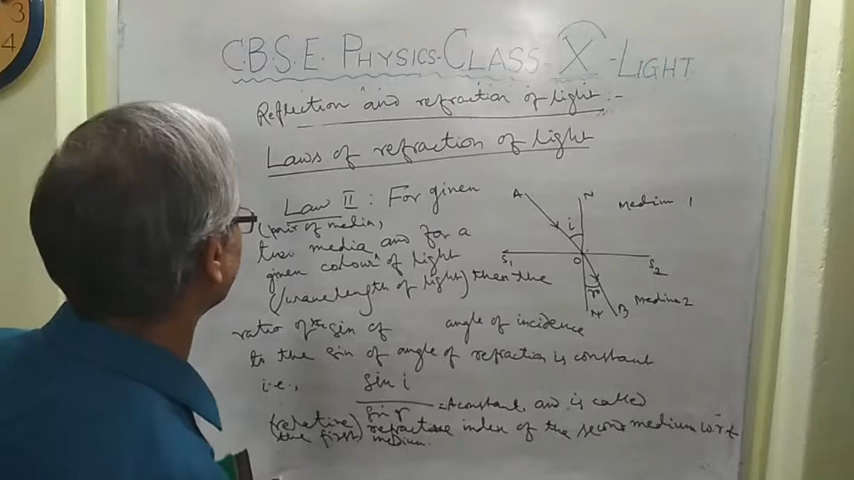 C.B.S.E. PHYSICS-CLASS-X-LIGHT
Reflection and refraction of light:-
Laws of refraction of light
Law II: For given
(pair of media,
two media and for a
given colour of light
(wavelength of light) then the
ratio of the sin of angle of incidence
to the sin of angle of refraction is constant
i.e., sin i
sin r = A constant, and is called
(relative) refractive index of the second medium w.r.t
the first medium.
A N Medium 1
i
S1 O S2
r
N B Medium 2
3
4